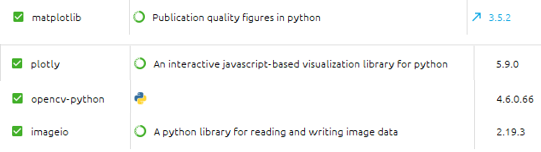 matplotlib Publication quality figures in python 3.5.2
plotly An interactive javascript-based visualization library for python 5.9.0
opencv-python 4.6.0.66
imageio A python library for reading and writing image data 2.19.3